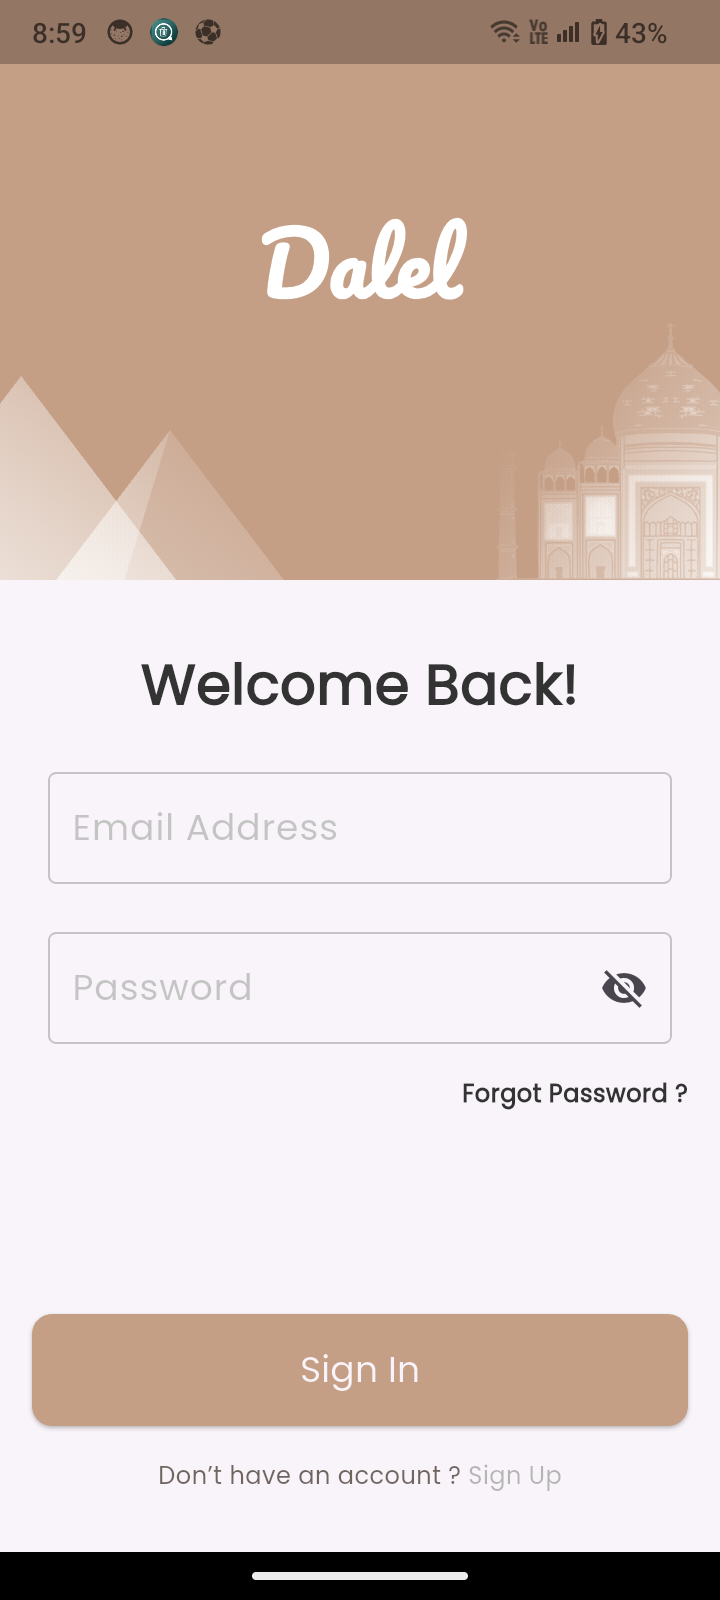 8:59
Vo LTE
43%
Dalel
Welcome Back!
Email Address
Password
Forgot Password ?
Sign In
Don’t have an account ? Sign Up